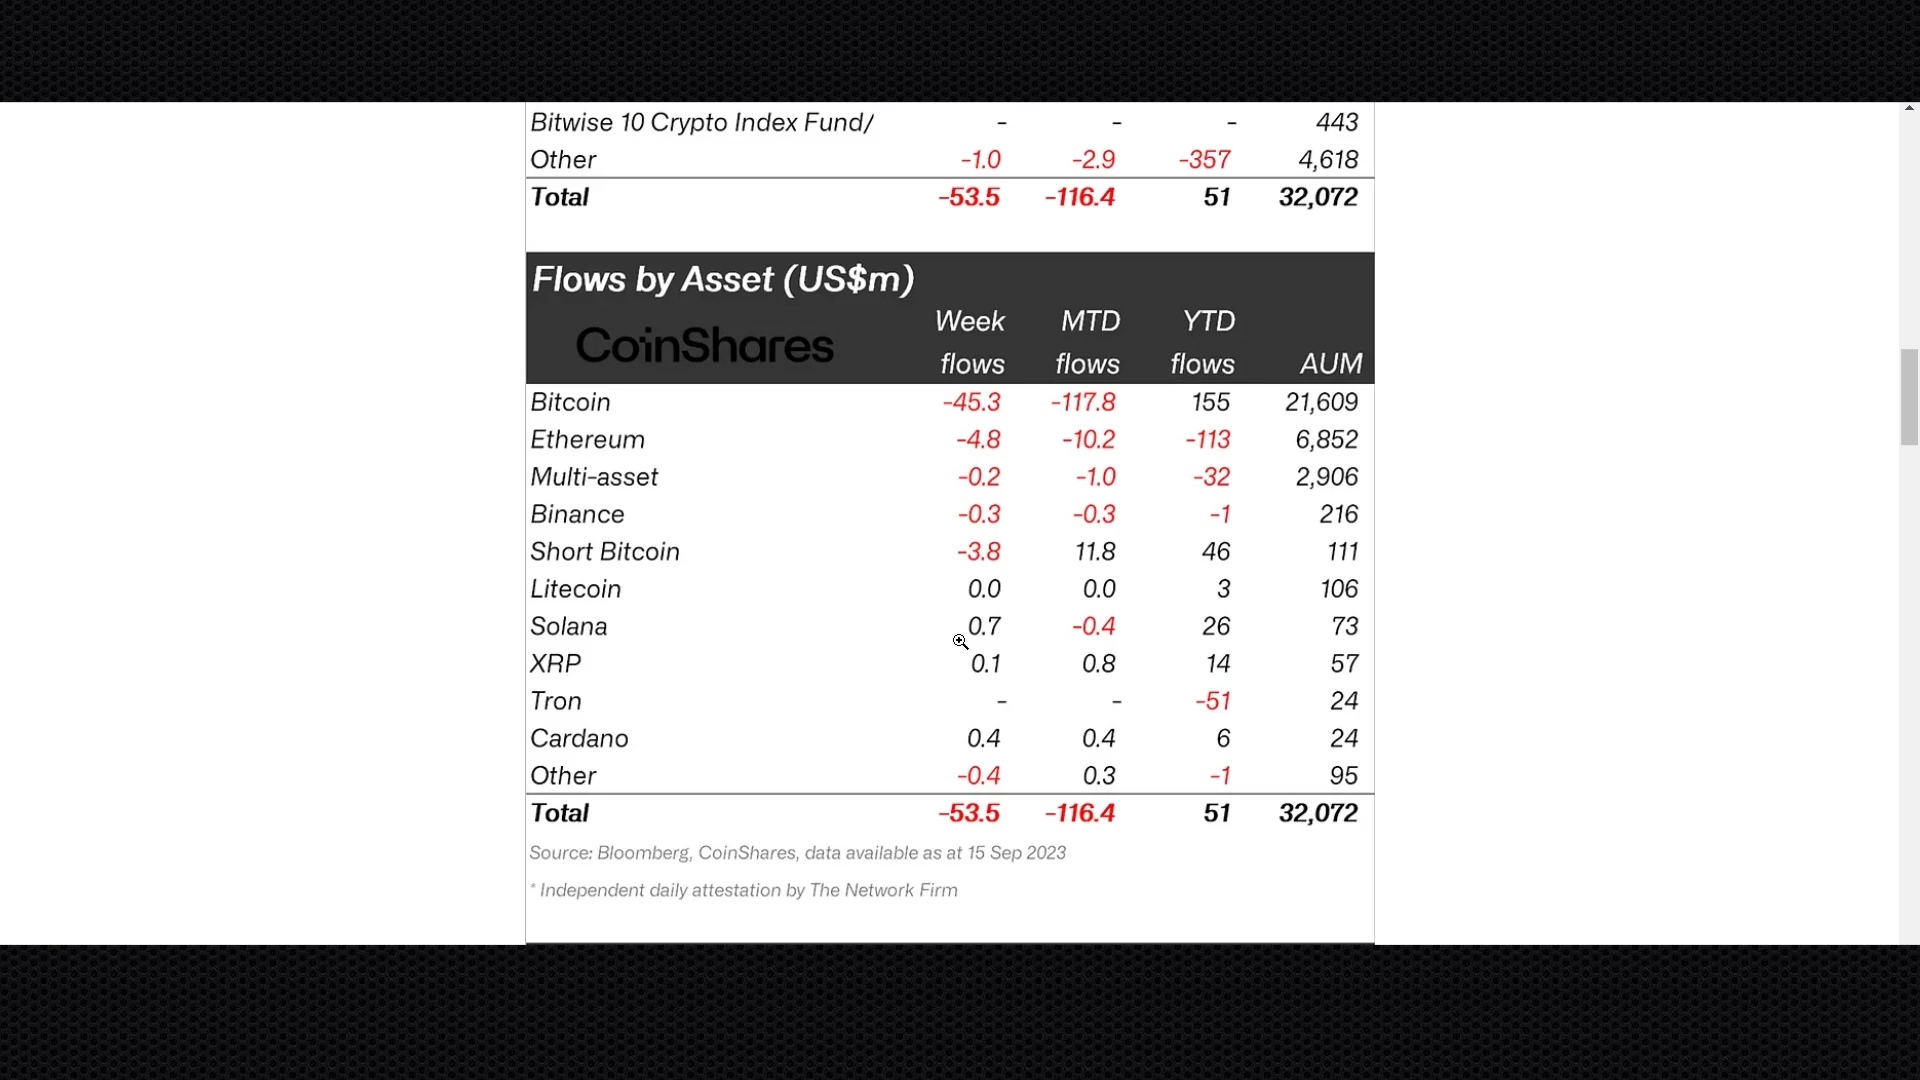 Bitwise 10 Crypto Index Fund/ - - - 443
Other -1.0 -2.9 -357 4,618
Total -53.5 -116.4 51 32,072
Flows by Asset (US$m)
CoinShares
Week MTD YTD
flows flows flows AUM
Bitcoin -45.3 -117.8 155 21,609
Ethereum -4.8 -10.2 -113 6,852
Multi-asset -0.2 -1.0 -32 2,906
Binance -0.3 -0.3 -1 216
Short Bitcoin -3.8 11.8 46 111
Litecoin 0.0 0.0 3 106
Solana 0.7 -0.4 26 73
XRP 0.1 0.8 14 57
Tron - - -51 24
Cardano 0.4 0.4 6 24
Other -0.4 0.3 -1 95
Total -53.5 -116.4 51 32,072
Source: Bloomberg, CoinShares, data available as at 15 Sep 2023
* Independent daily attestation by The Network Firm